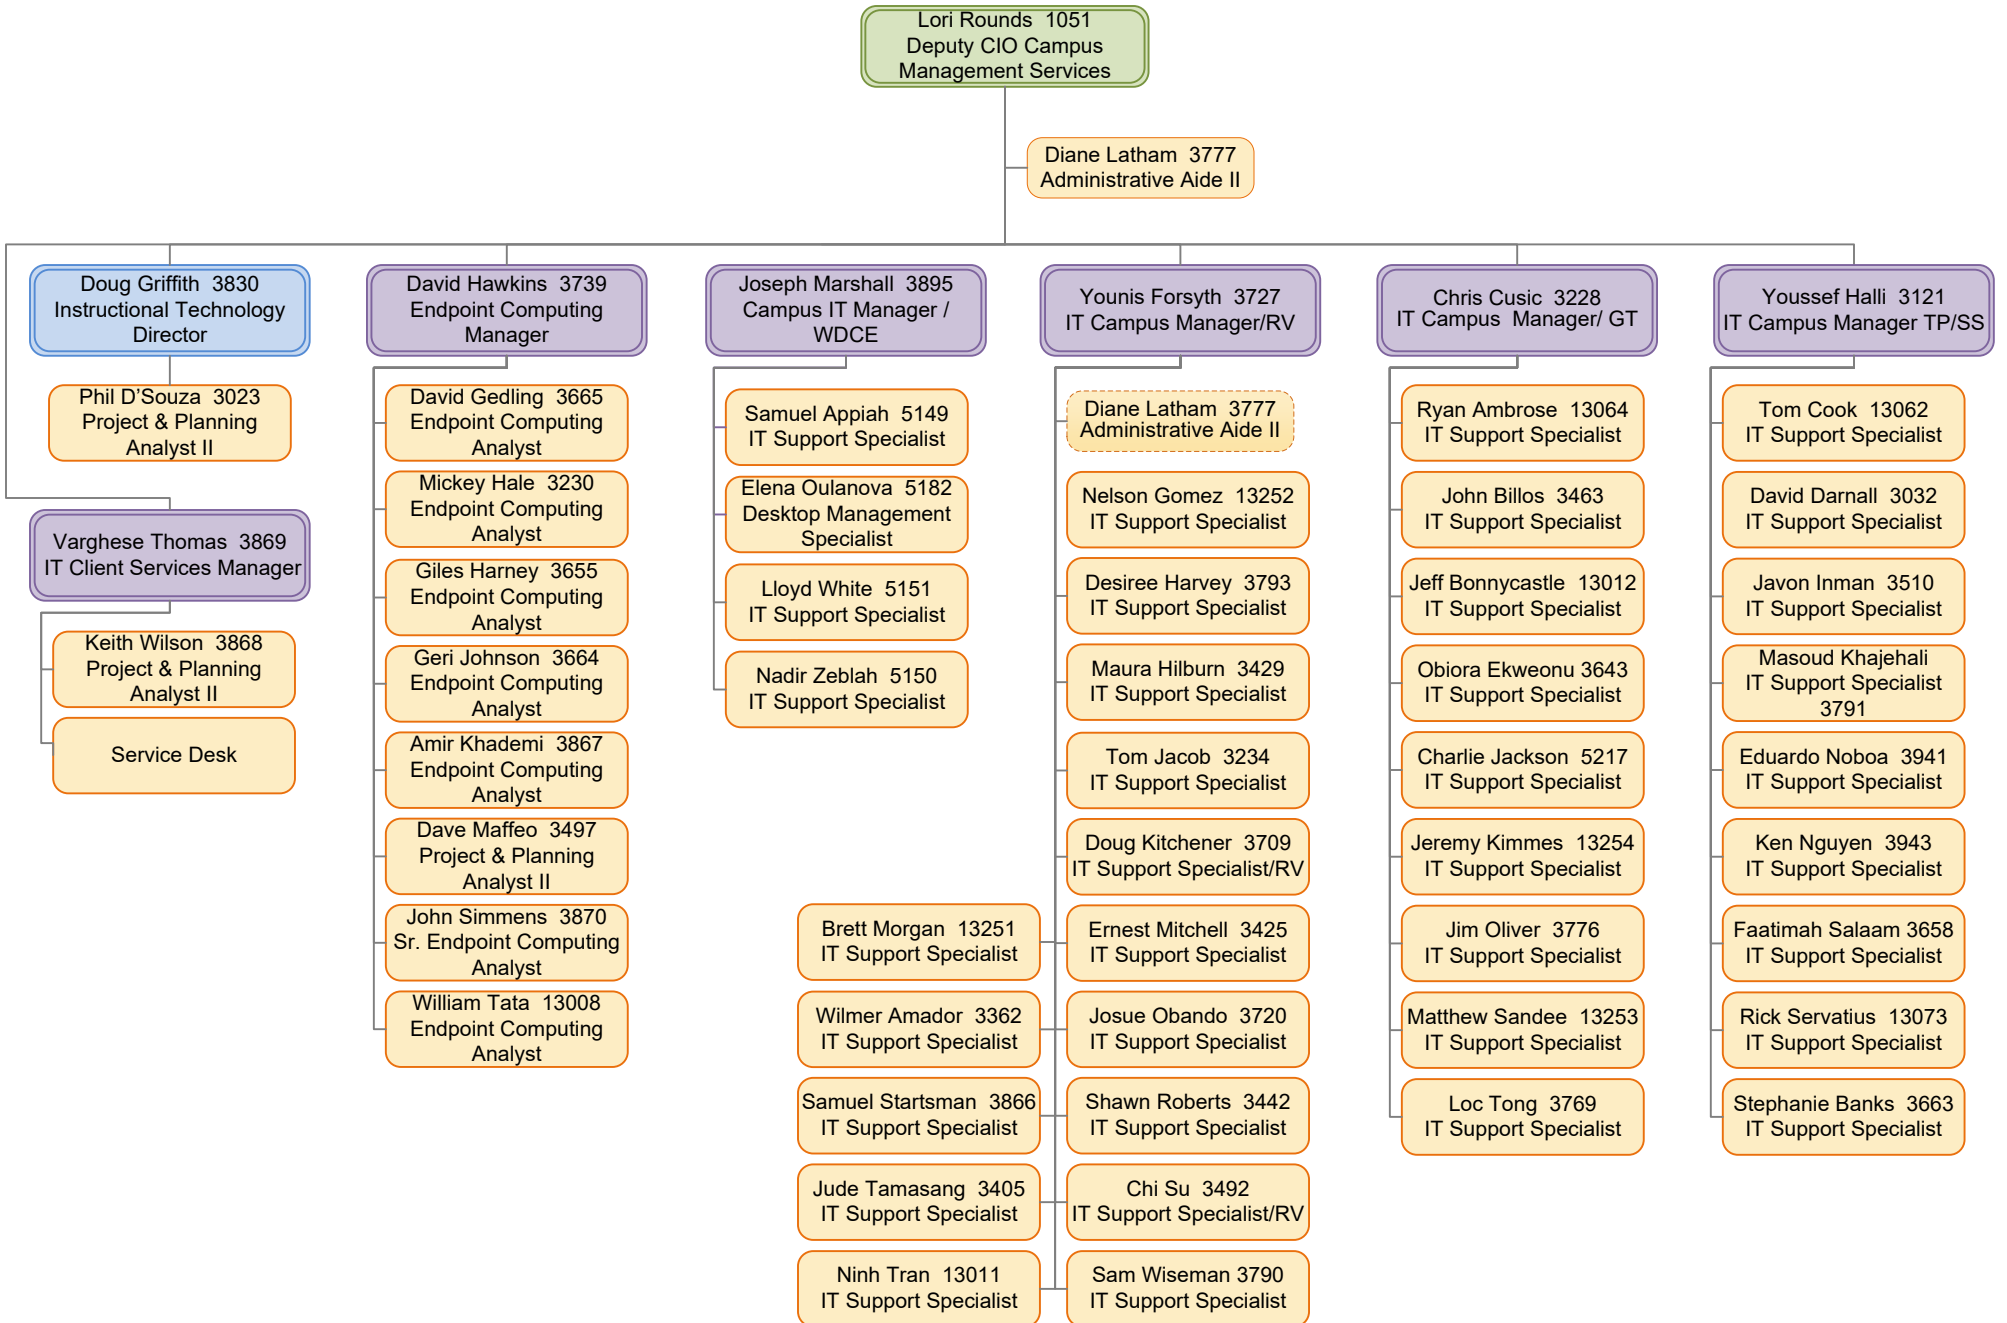 Lori Rounds 1051
Deputy CIO Campus
Management Services
Diane Latham 3777
Administrative Aide II
Doug Griffith 3830
Instructional Technology
Director
Phil D’Souza 3023
Project & Planning
Analyst II
Varghese Thomas 3869
IT Client Services Manager
Keith Wilson 3868
Project & Planning
Analyst II
Service Desk
David Hawkins 3739
Endpoint Computing
Manager
David Gedling 3665
Endpoint Computing
Analyst
Mickey Hale 3230
Endpoint Computing
Analyst
Giles Harney 3655
Endpoint Computing
Analyst
Geri Johnson 3664
Endpoint Computing
Analyst
Amir Khademi 3867
Endpoint Computing
Analyst
Dave Maffeo 3497
Project & Planning
Analyst II
John Simmens 3870
Sr. Endpoint Computing
Analyst
William Tata 13008
Endpoint Computing
Analyst
Joseph Marshall 3895
Campus IT Manager /
WDCE
Samuel Appiah 5149
IT Support Specialist
Elena Oulanova 5182
Desktop Management
Specialist
Lloyd White 5151
IT Support Specialist
Nadir Zeblah 5150
IT Support Specialist
Younis Forsyth 3727
IT Campus Manager/RV
Diane Latham 3777
Administrative Aide II
Nelson Gomez 13252
IT Support Specialist
Desiree Harvey 3793
IT Support Specialist
Maura Hilburn 3429
IT Support Specialist
Tom Jacob 3234
IT Support Specialist
Doug Kitchener 3709
IT Support Specialist/RV
Brett Morgan 13251
IT Support Specialist
Ernest Mitchell 3425
IT Support Specialist
Wilmer Amador 3362
IT Support Specialist
Josue Obando 3720
IT Support Specialist
Samuel Startsman 3866
IT Support Specialist
Shawn Roberts 3442
IT Support Specialist
Jude Tamasang 3405
IT Support Specialist
Chi Su 3492
IT Support Specialist/RV
Ninh Tran 13011
IT Support Specialist
Sam Wiseman 3790
IT Support Specialist
Chris Cusic 3228
IT Campus Manager/ GT
Ryan Ambrose 13064
IT Support Specialist
John Billos 3463
IT Support Specialist
Jeff Bonnycastle 13012
IT Support Specialist
Obiora Ekweonu 3643
IT Support Specialist
Charlie Jackson 5217
IT Support Specialist
Jeremy Kimmes 13254
IT Support Specialist
Jim Oliver 3776
IT Support Specialist
Matthew Sandee 13253
IT Support Specialist
Loc Tong 3769
IT Support Specialist
Youssef Halli 3121
IT Campus Manager TP/SS
Tom Cook 13062
IT Support Specialist
David Darnall 3032
IT Support Specialist
Javon Inman 3510
IT Support Specialist
Masoud Khajehali
IT Support Specialist
3791
Eduardo Noboa 3941
IT Support Specialist
Ken Nguyen 3943
IT Support Specialist
Faatimah Salaam 3658
IT Support Specialist
Rick Servatius 13073
IT Support Specialist
Stephanie Banks 3663
IT Support Specialist